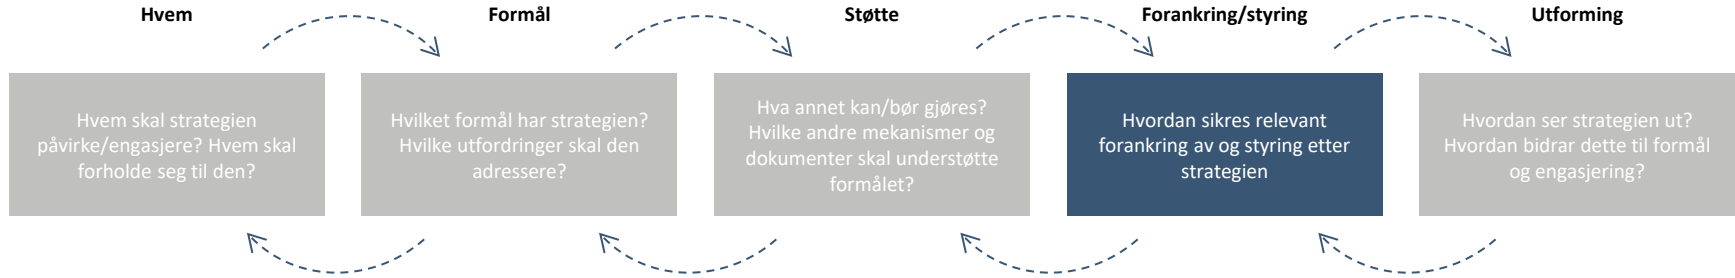 Hvem
Formål
Støtte
Forankring/styring
Utforming
Hvem skal strategien
påvirke/engasjere? Hvem skal
forholde seg til den?
Hvilket formål har strategien?
Hvilke utfordringer skal den
adressere?
Hva annet kan/bør gjøres?
Hvilke andre mekanismer og
dokumenter skal understøtte
formålet?
Hvordan sikres relevant
forankring av og styring etter
strategien
Hvordan ser strategien ut?
Hvordan bidrar dette til formål
og engasjering?